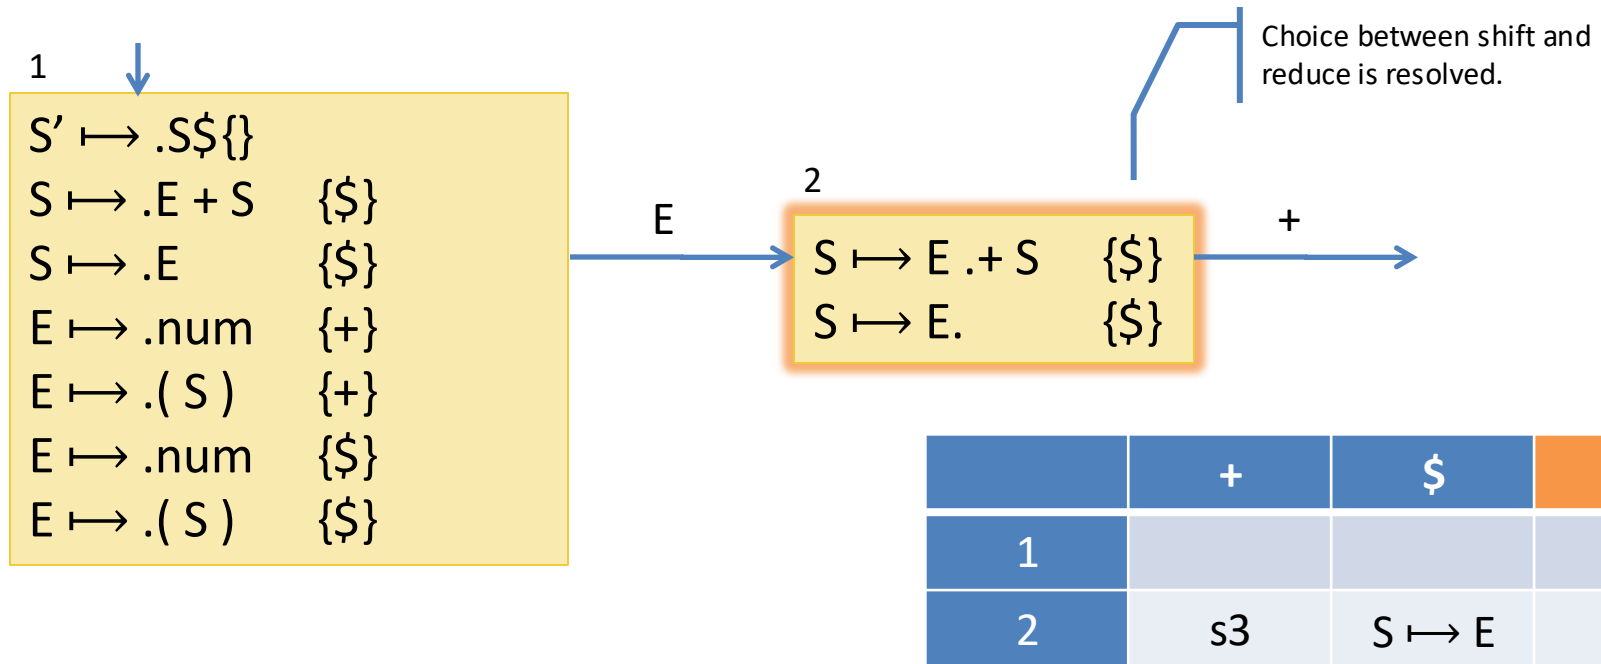 Choice between shift and
reduce is resolved.
1
S’ ⟼ .S${}
S ⟼ .E + S {$}
S ⟼ .E {$}
E ⟼ .num {+}
E ⟼ .( S ) {+}
E ⟼ .num {$}
E ⟼ .( S ) {$}
E
2
S ⟼ E .+ S {$}
S ⟼ E. {$}
+
+ $
1
2 s3 S ⟼ E